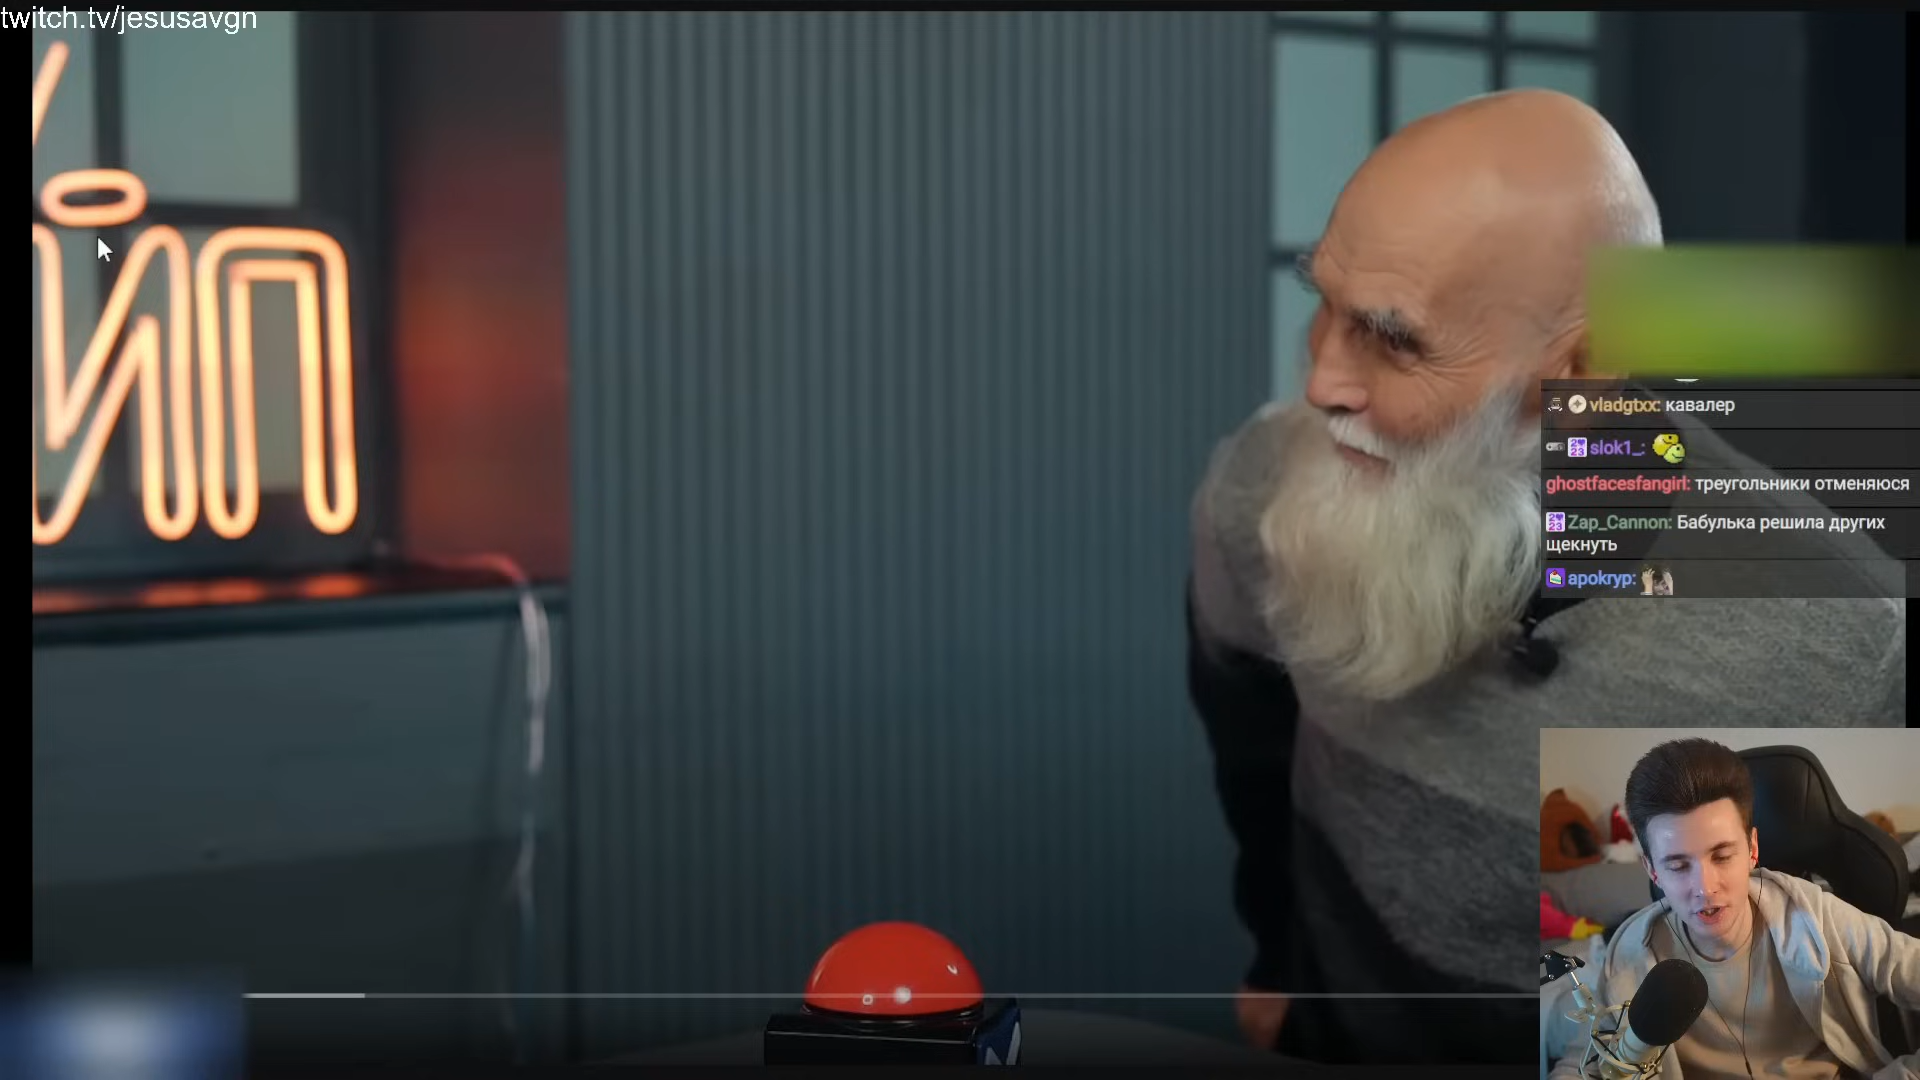 twitch.tv/jesusavgn
йп
vladgtxx: кавалер
slok1_:
ghostfacesfangirl: треугольники отменяюся
Zap_Cannon: Бабулька решила других
щекнуть
apokryp: